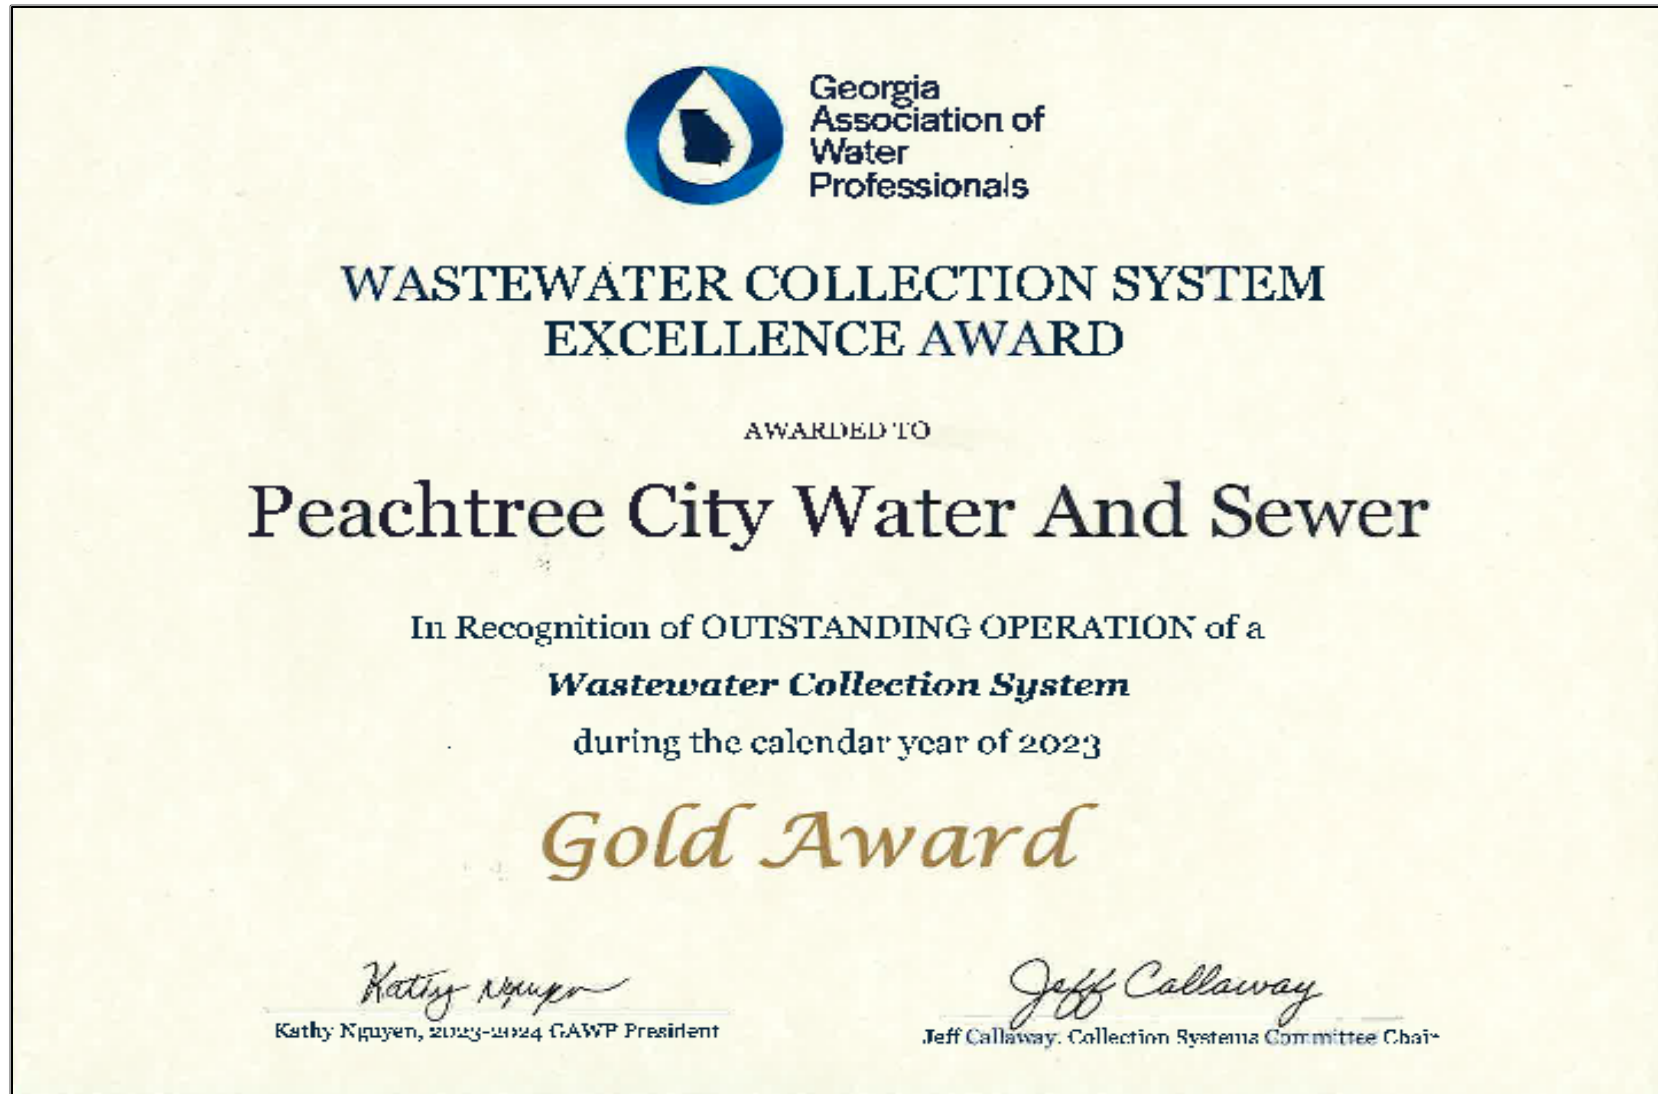 Georgia
Association of
Water
Professionals
WASTEWATER COLLECTION SYSTEM
EXCELLENCE AWARD
AWARDED TO
Peachtree City Water And Sewer
In Recognition of OUTSTANDING OPERATION of a
Wastewater Collection System
during the calendar year of 2023
Gold Award
Kathy Nguyen
Jeff Callaway
Kathy Nguyen, 2023-2024 GAWP President
Jeff Callaway, Collection Systems Committee Chair